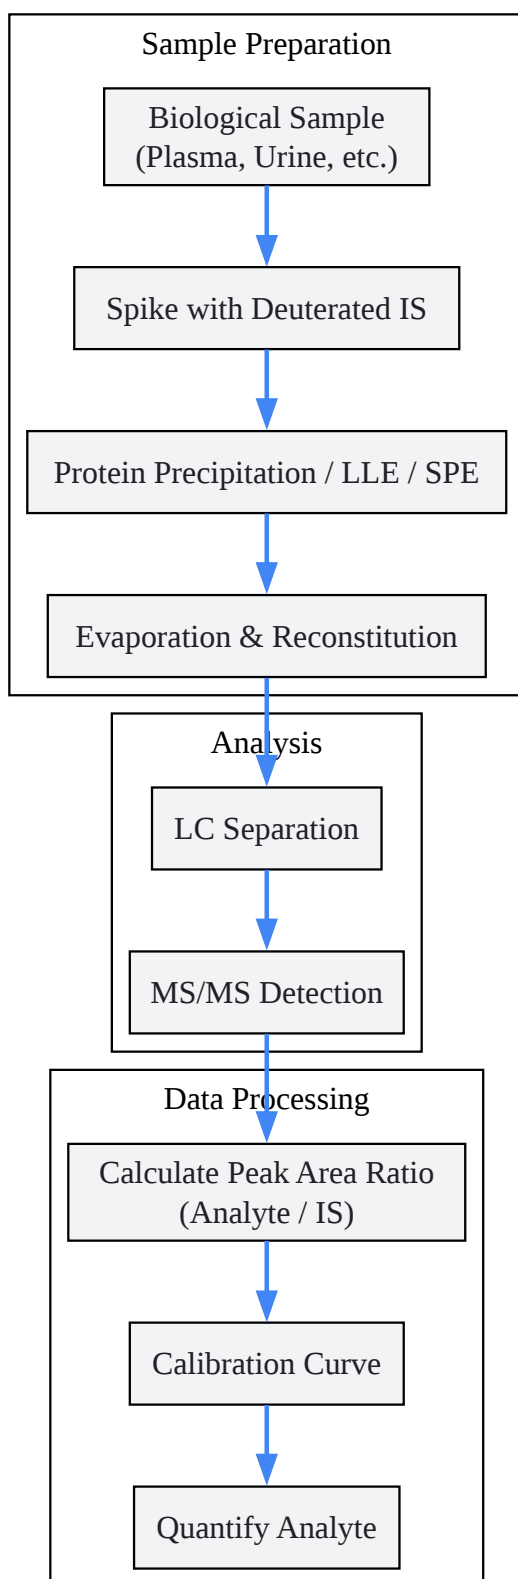 Sample Preparation
Biological Sample
(Plasma, Urine, etc.)
Spike with Deuterated IS
Protein Precipitation / LLE / SPE
Evaporation & Reconstitution
Analysis
LC Separation
MS/MS Detection
Data Processing
Calculate Peak Area Ratio
(Analyte / IS)
Calibration Curve
Quantify Analyte